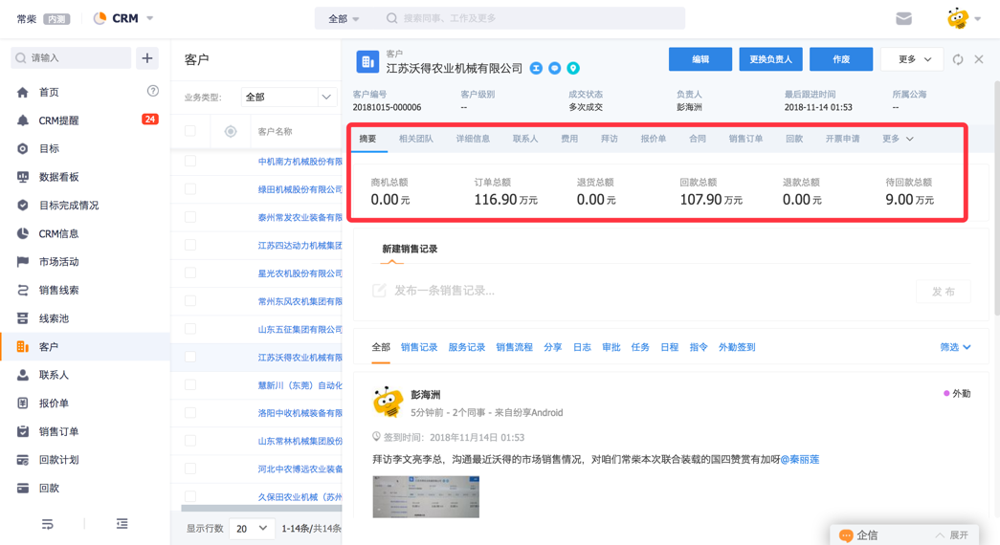 常柴 内测 CRM 全部 搜索同事、工作及更多
请输入
首页
CRM提醒 24
目标
数据看板
目标完成情况
CRM信息
市场活动
销售线索
线索池
客户
联系人
报价单
销售订单
回款计划
回款
客户
业务类型: 全部
客户名称
中机南方机械股份有限
绿田机械股份有限公司
泰州常发农业装备有限
江苏四达动力机械集团
星光农机股份有限公司
常州东风农机集团有限
山东五征集团有限公司
江苏沃得农业机械有限
慧新川（东莞）自动化
洛阳中收机械装备有限
山东常林机械集团股份
河北中农博远农业装备
久保田农业机械（苏州
显示行数 20 1-14条/共14条
客户
江苏沃得农业机械有限公司
编辑 更换负责人 作废 更多
客户编号 客户级别 成交状态 负责人 最后跟进时间 所属公海
20181015-000006 -- 多次成交 彭海洲 2018-11-14 01:53 --
摘要 相关团队 详细信息 联系人 费用 拜访 报价单 合同 销售订单 回款 开票申请 更多
商机总额 订单总额 退货总额 回款总额 退款总额 待回款总额
0.00元 116.90万元 0.00元 107.90万元 0.00元 9.00万元
新建销售记录
发布一条销售记录... 发 布
全部 销售记录 服务记录 销售流程 分享 日志 审批 任务 日程 指令 外勤签到 筛选
彭海洲 外勤
5分钟前 - 2个同事 - 来自纷享Android
签到时间: 2018年11月14日 01:53
拜访李文亮李总，沟通最近沃得的市场销售情况，对咱们常柴本次联合装载的国四赞赏有加呀@秦丽莲
企信 展开